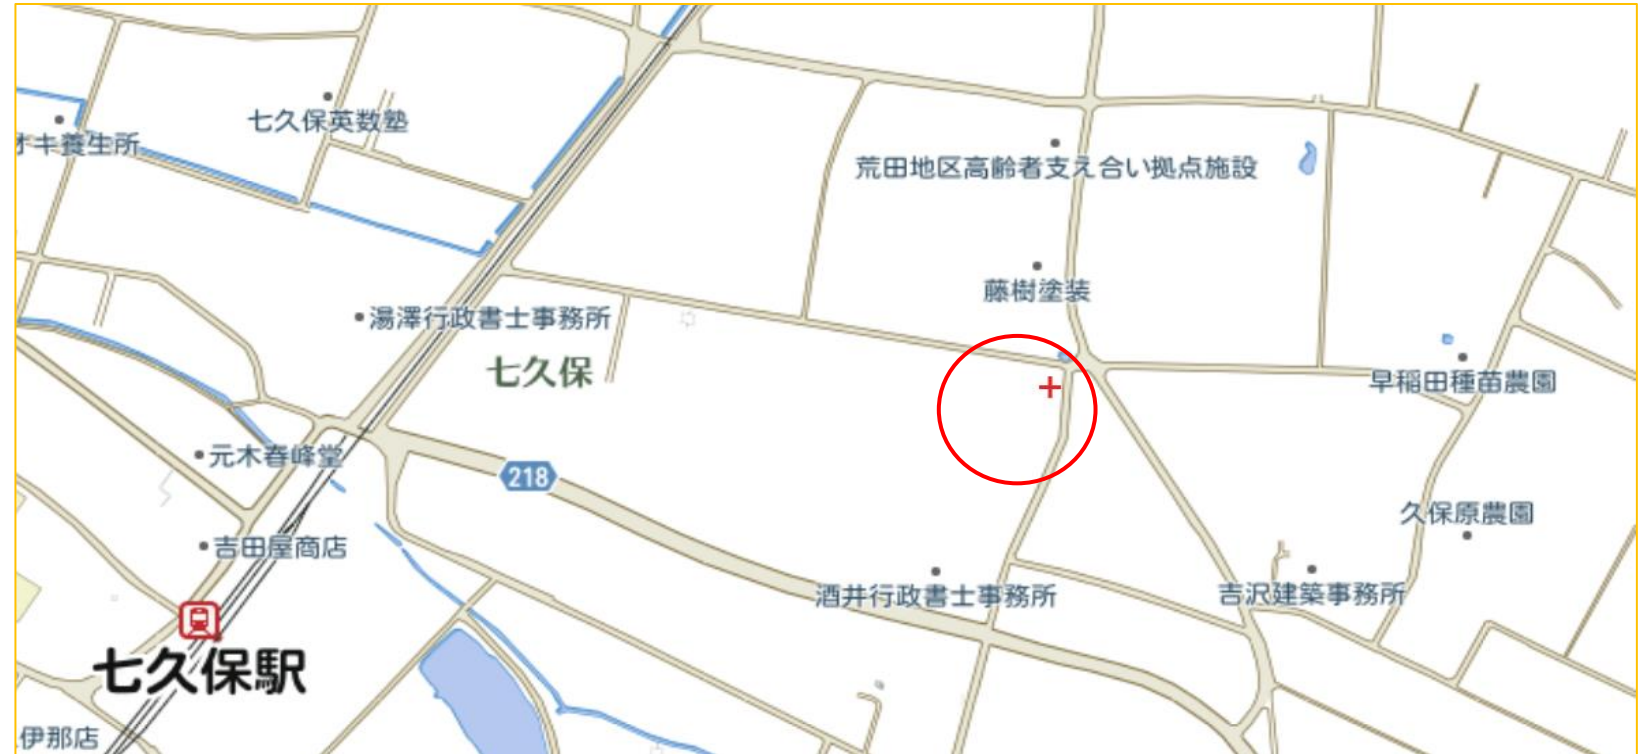 七久保英数塾
オキ養生所
荒田地区高齢者支え合い拠点施設
藤樹塗装
湯澤行政書士事務所
七久保
早稲田種苗農園
元木春峰堂
218
久保原農園
吉田屋商店
酒井行政書士事務所
吉沢建築事務所
七久保駅
伊那店